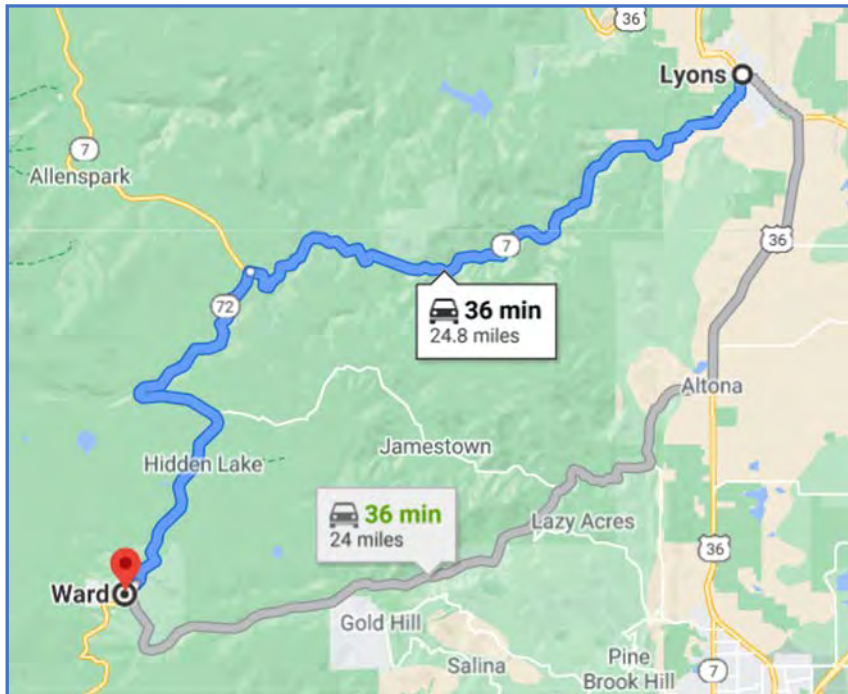 36
36
Lyons
7
Allenspark
36
7
72
36 min
24.8 miles
Altona
Jamestown
Hidden Lake
36 min
24 miles
Lazy Acres
36
Ward
Gold Hill
Salina
Pine
Brook Hill
7